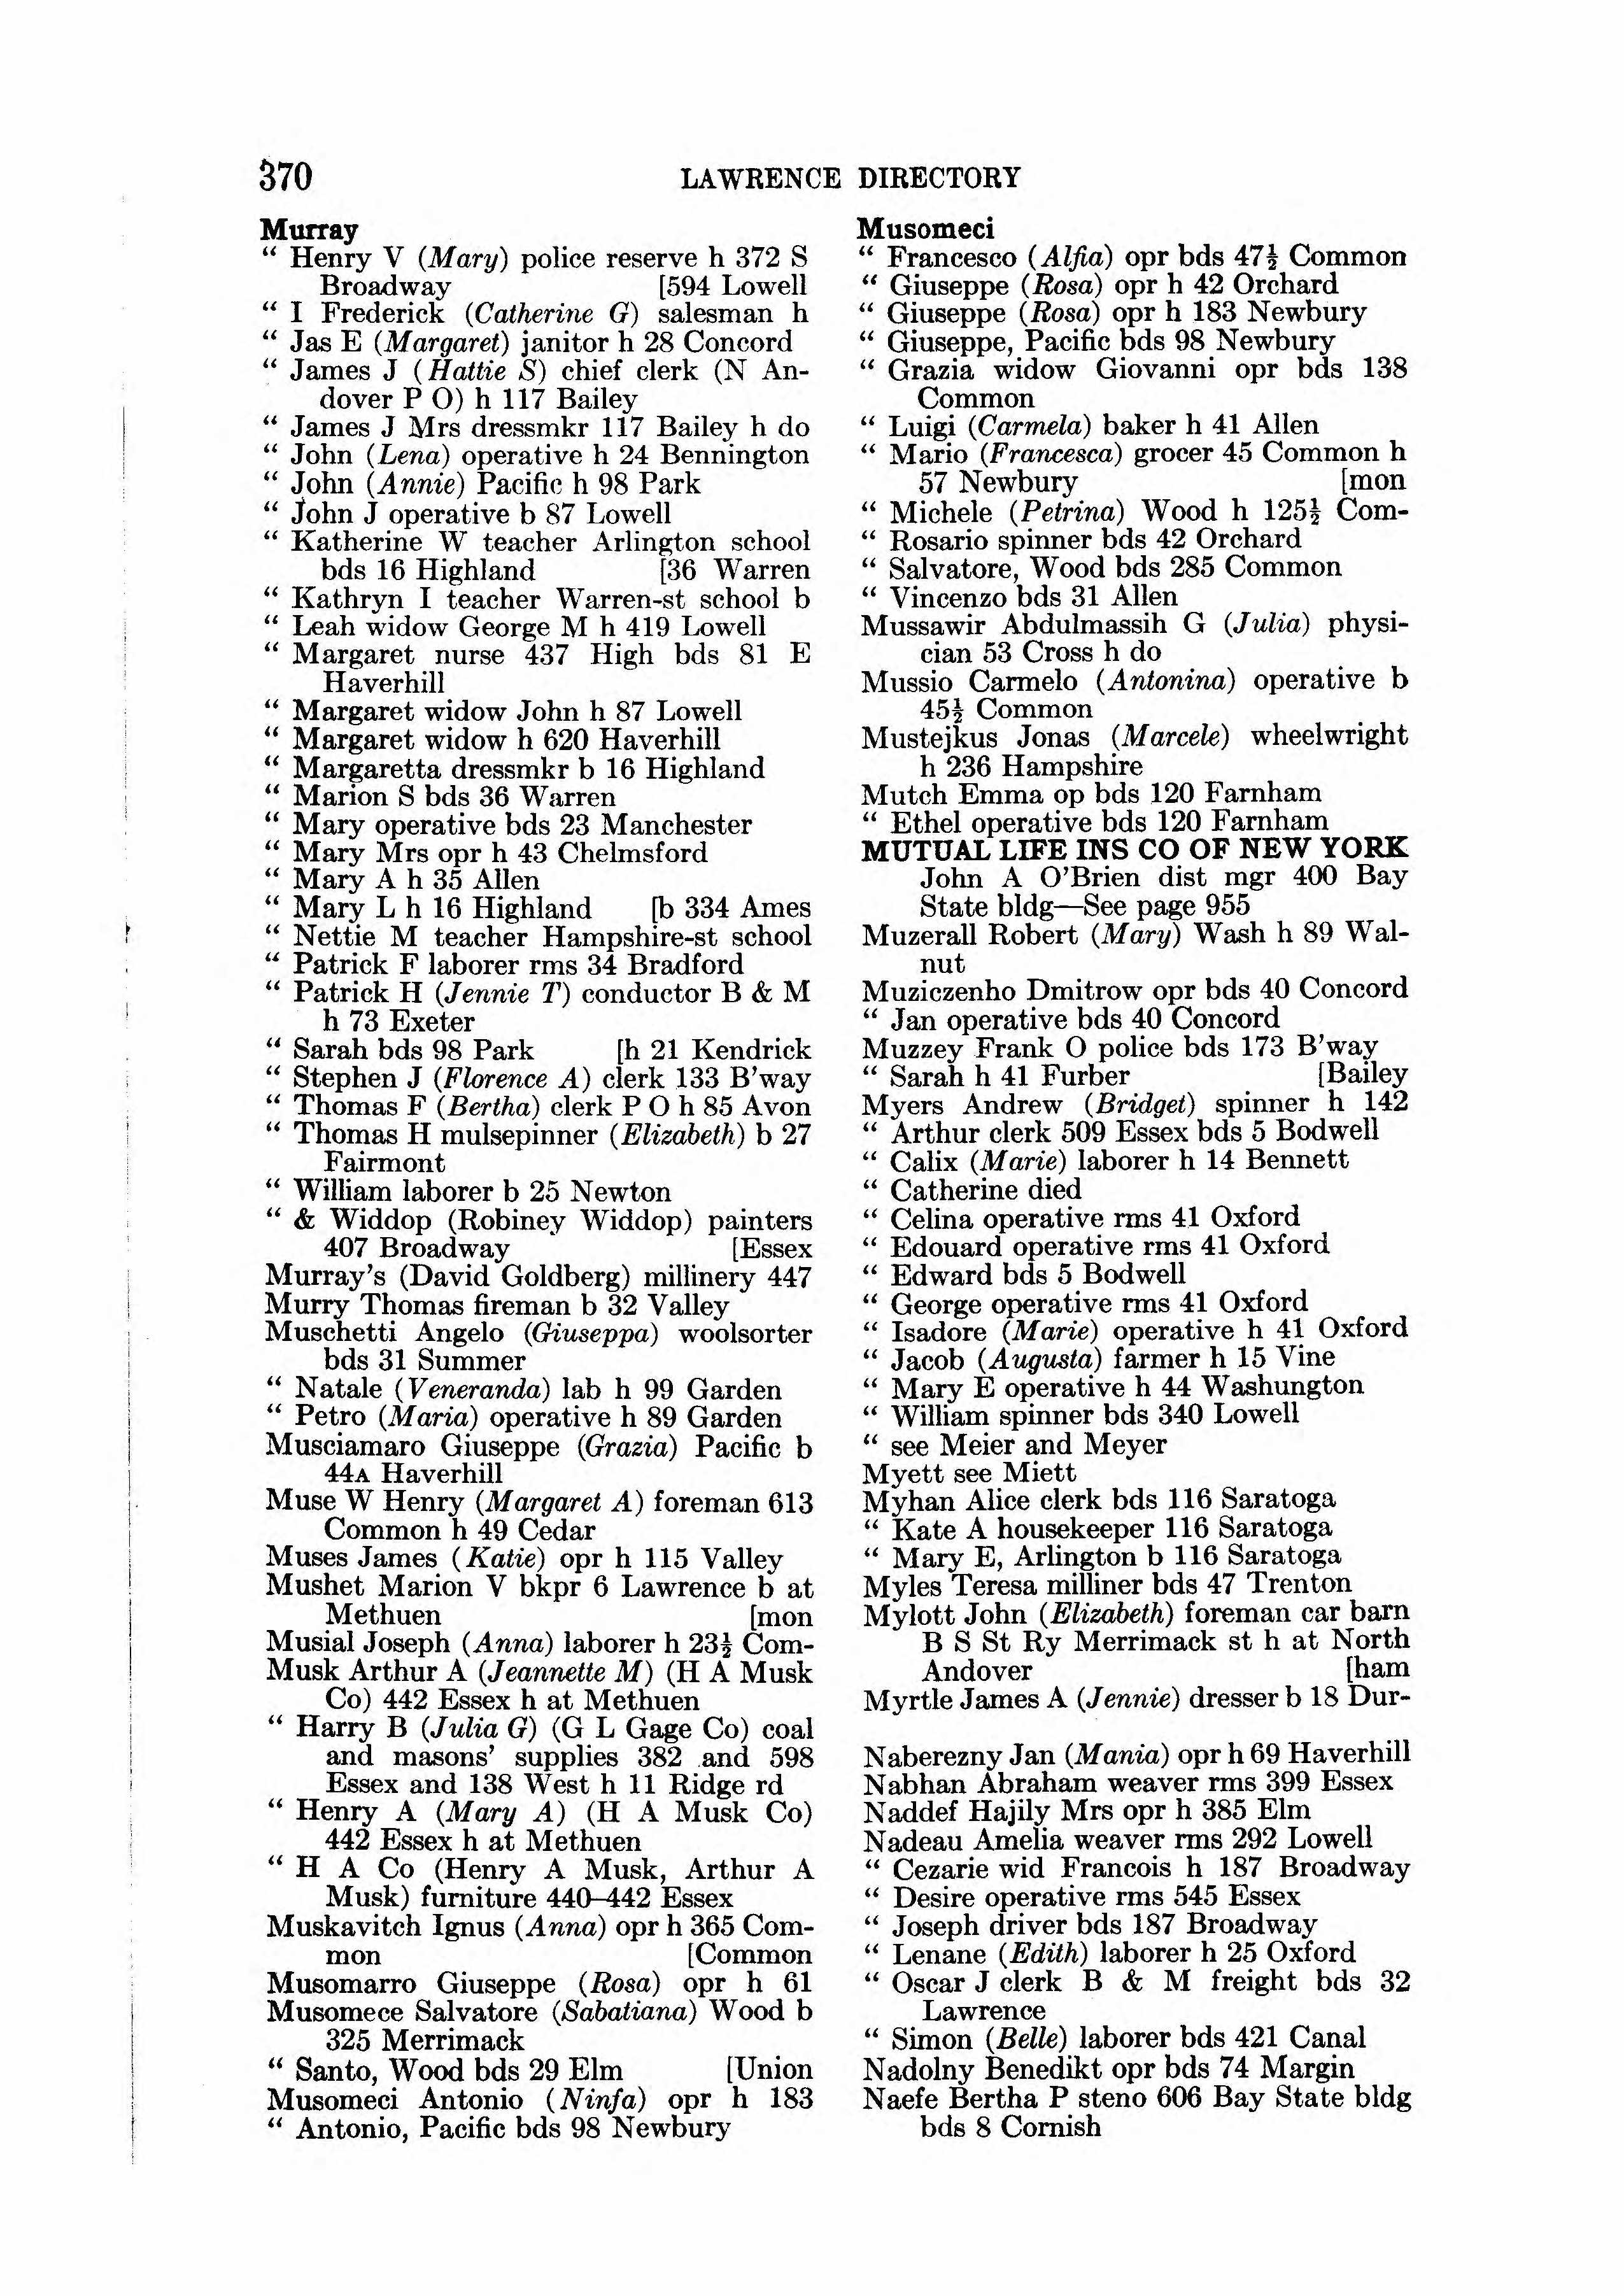 370 LAWRENCE DIRECTORY
Murray
“ Henry V (Mary) police reserve h 372 S
Broadway [594 Lowell
“ I Frederick (Catherine G) salesman h
“ Jas E (Margaret) janitor h 28 Concord
“ James J (Hattie S) chief clerk (N An-
dover P O) h 117 Bailey
“ James J Mrs dressmkr 117 Bailey h do
“ John (Lena) operative h 24 Bennington
“ John (Annie) Pacific h 98 Park
“ John J operative b 87 Lowell
“ Katherine W teacher Arlington school
bds 16 Highland [36 Warren
“ Kathryn I teacher Warren-st school b
“ Leah widow George M h 419 Lowell
“ Margaret nurse 437 High bds 81 E
Haverhill
“ Margaret widow John h 87 Lowell
“ Margaret widow h 620 Haverhill
“ Margaretta dressmkr b 16 Highland
“ Marion S bds 36 Warren
“ Mary operative bds 23 Manchester
“ Mary Mrs opr h 43 Chelmsford
“ Mary A h 35 Allen
“ Mary L h 16 Highland [b 334 Ames
“ Nettie M teacher Hampshire-st school
“ Patrick F laborer rms 34 Bradford
“ Patrick H (Jennie T) conductor B & M
h 73 Exeter
“ Sarah bds 98 Park [h 21 Kendrick
“ Stephen J (Florence A) clerk 133 B’way
“ Thomas F (Bertha) clerk P O h 85 Avon
“ Thomas H mulsepinner (Elizabeth) b 27
Fairmont
“ William laborer b 25 Newton
“ & Widdop (Robiney Widdop) painters
407 Broadway [Essex
Murray’s (David Goldberg) millinery 447
Murry Thomas fireman b 32 Valley
Muschetti Angelo (Giuseppa) woolsorter
bds 31 Summer
“ Natale (Veneranda) lab h 99 Garden
“ Petro (Maria) operative h 89 Garden
Musciamaro Giuseppe (Grazia) Pacific b
44A Haverhill
Muse W Henry (Margaret A) foreman 613
Common h 49 Cedar
Muses James (Katie) opr h 115 Valley
Mushet Marion V bkpr 6 Lawrence b at
Methuen [mon
Musial Joseph (Anna) laborer h 23½ Com-
Musk Arthur A (Jeannette M) (H A Musk
Co) 442 Essex h at Methuen
“ Harry B (Julia G) (G L Gage Co) coal
and masons’ supplies 382 and 598
Essex and 138 West h 11 Ridge rd
“ Henry A (Mary A) (H A Musk Co)
442 Essex h at Methuen
“ H A Co (Henry A Musk, Arthur A
Musk) furniture 440–442 Essex
Muskavitch Ignus (Anna) opr h 365 Com-
mon [Common
Musomarro Giuseppe (Rosa) opr h 61
Musomece Salvatore (Sabatiana) Wood b
325 Merrimack
“ Santo, Wood bds 29 Elm [Union
Musomeci Antonio (Ninfa) opr h 183
“ Antonio, Pacific bds 98 Newbury
Musomeci
“ Francesco (Alfia) opr bds 47½ Common
“ Giuseppe (Rosa) opr h 42 Orchard
“ Giuseppe (Rosa) opr h 183 Newbury
“ Giuseppe, Pacific bds 98 Newbury
“ Grazia widow Giovanni opr bds 138
Common
“ Luigi (Carmela) baker h 41 Allen
“ Mario (Francesca) grocer 45 Common h
57 Newbury [mon
“ Michele (Petrina) Wood h 125½ Com-
“ Rosario spinner bds 42 Orchard
“ Salvatore, Wood bds 285 Common
“ Vincenzo bds 31 Allen
Mussawir Abdulmassih G (Julia) physi-
cian 53 Cross h do
Mussio Carmelo (Antonina) operative b
45½ Common
Mustejkus Jonas (Marcele) wheelwright
h 236 Hampshire
Mutch Emma op bds 120 Farnham
“ Ethel operative bds 120 Farnham
MUTUAL LIFE INS CO OF NEW YORK
John A O’Brien dist mgr 400 Bay
State bldg—See page 955
Muzerall Robert (Mary) Wash h 89 Wal-
nut
Muziczenho Dmitrow opr bds 40 Concord
“ Jan operative bds 40 Concord
Muzzey Frank O police bds 173 B’way
“ Sarah h 41 Furber [Bailey
Myers Andrew (Bridget) spinner h 142
“ Arthur clerk 509 Essex bds 5 Bodwell
“ Calix (Marie) laborer h 14 Bennett
“ Catherine died
“ Celina operative rms 41 Oxford
“ Edouard operative rms 41 Oxford
“ Edward bds 5 Bodwell
“ George operative rms 41 Oxford
“ Isadore (Marie) operative h 41 Oxford
“ Jacob (Augusta) farmer h 15 Vine
“ Mary E operative h 44 Washungton
“ William spinner bds 340 Lowell
“ see Meier and Meyer
Myett see Miett
Myhan Alice clerk bds 116 Saratoga
“ Kate A housekeeper 116 Saratoga
“ Mary E, Arlington b 116 Saratoga
Myles Teresa milliner bds 47 Trenton
Mylott John (Elizabeth) foreman car barn
B S St Ry Merrimack st h at North
Andover [ham
Myrtle James A (Jennie) dresser b 18 Dur-
Naberezny Jan (Mania) opr h 69 Haverhill
Nabhan Abraham weaver rms 399 Essex
Naddef Hajily Mrs opr h 385 Elm
Nadeau Amelia weaver rms 292 Lowell
“ Cezarie wid Francois h 187 Broadway
“ Desire operative rms 545 Essex
“ Joseph driver bds 187 Broadway
“ Lenane (Edith) laborer h 25 Oxford
“ Oscar J clerk B & M freight bds 32
Lawrence
“ Simon (Belle) laborer bds 421 Canal
Nadolny Benedikt opr bds 74 Margin
Naefe Bertha P steno 606 Bay State bldg
bds 8 Cornish